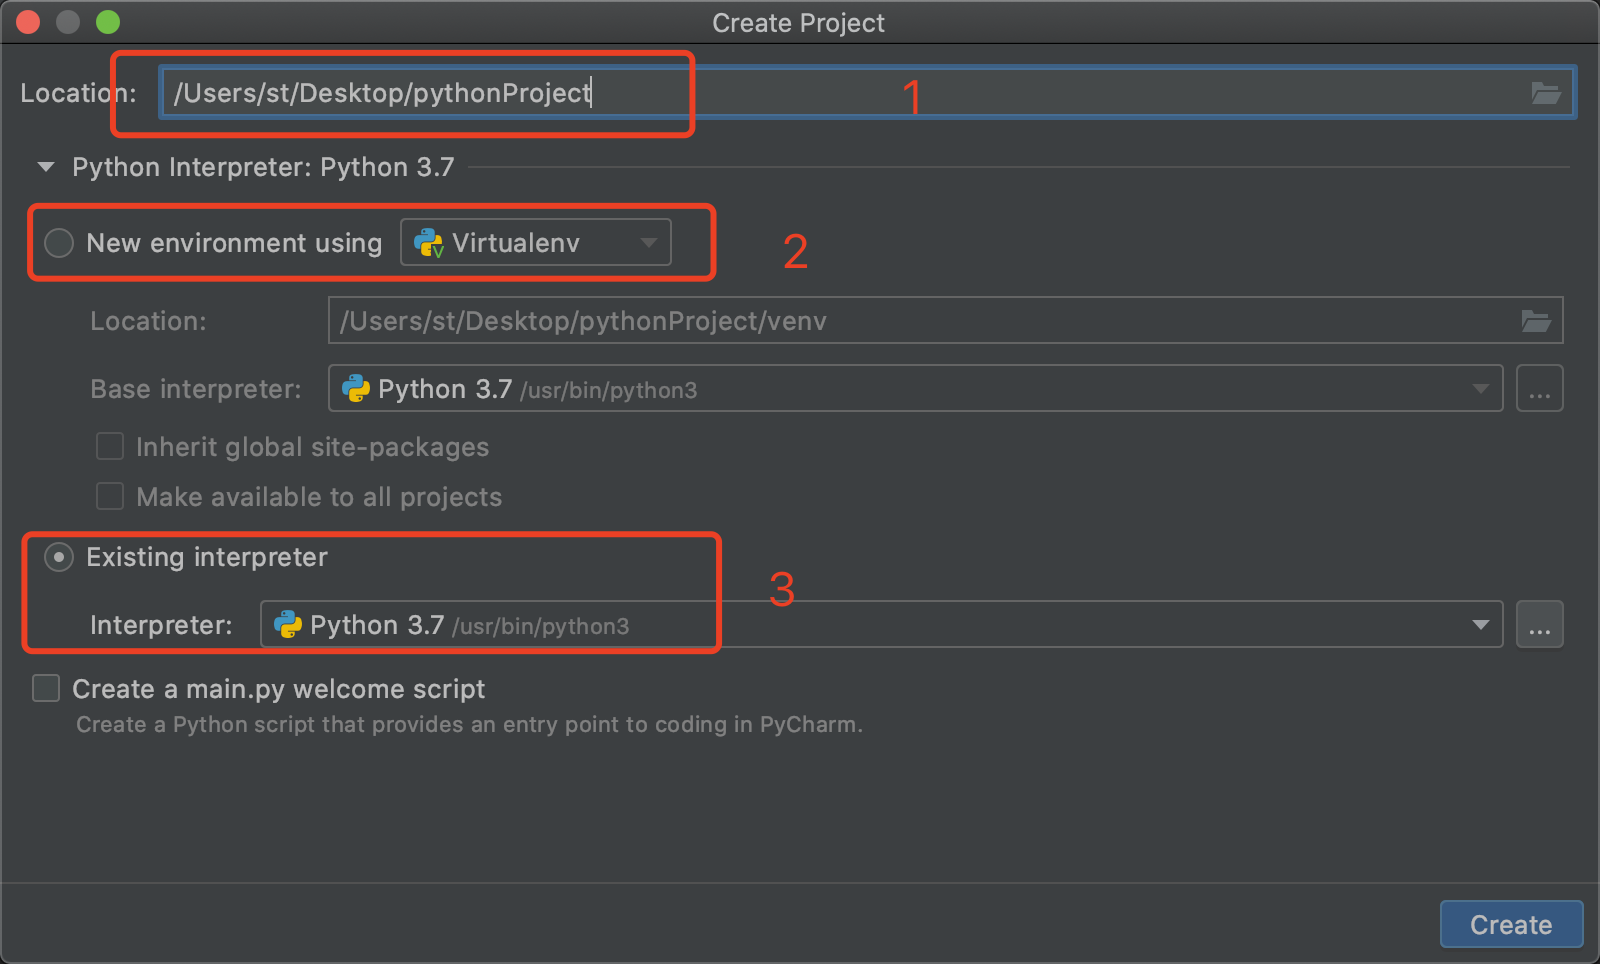 Create Project
Location: /Users/st/Desktop/pythonProject 1
Python Interpreter: Python 3.7
New environment using Virtualenv 2
Location: /Users/st/Desktop/pythonProject/venv
Base interpreter: Python 3.7 /usr/bin/python3 ...
Inherit global site-packages
Make available to all projects
Existing interpreter 3
Interpreter: Python 3.7 /usr/bin/python3 ...
Create a main.py welcome script
Create a Python script that provides an entry point to coding in PyCharm.
Create